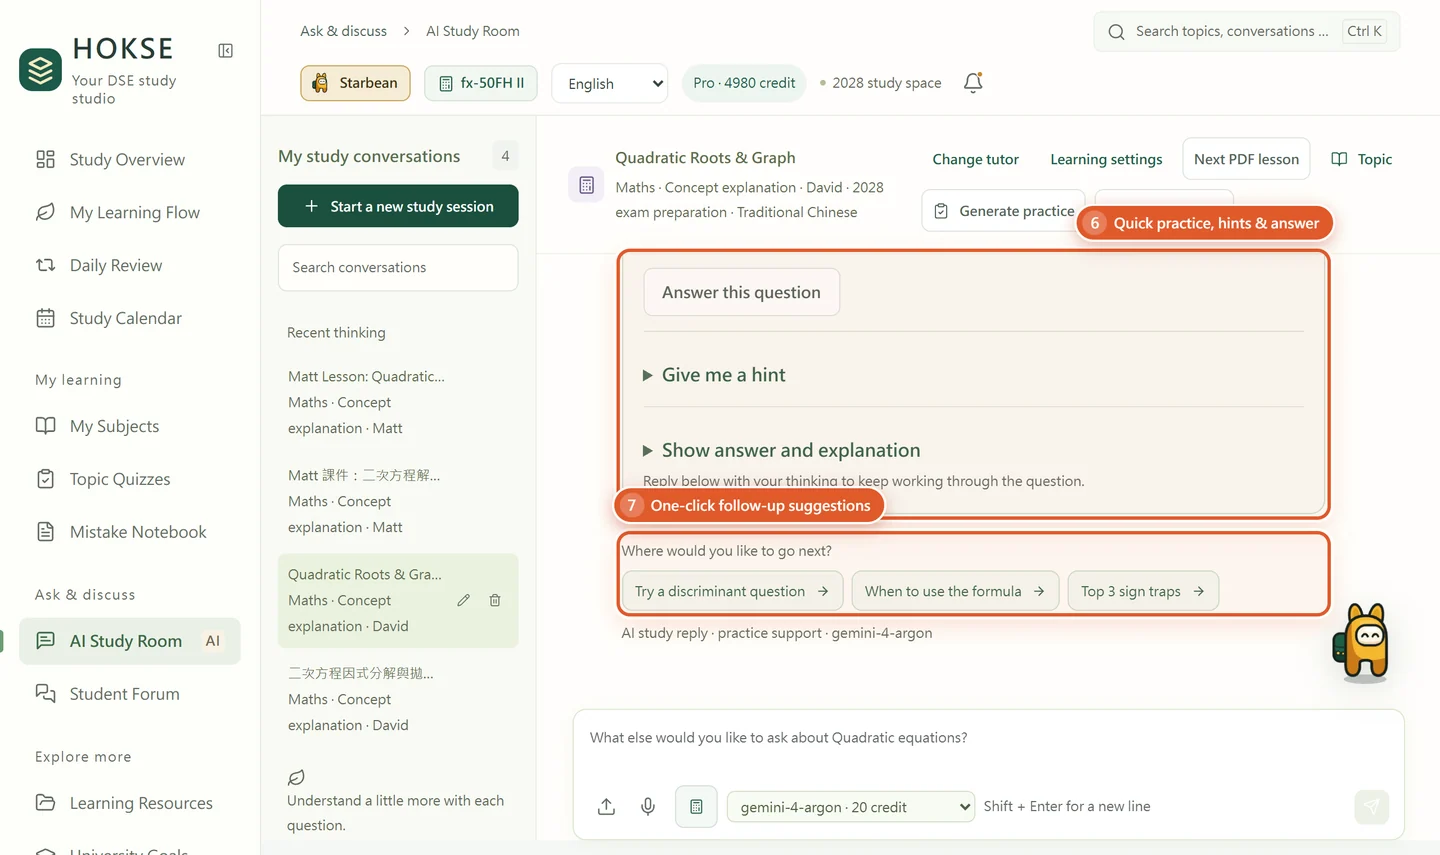 HOKSE
Your DSE study
studio
Study Overview
My Learning Flow
Daily Review
Study Calendar
My learning
My Subjects
Topic Quizzes
Mistake Notebook
Ask & discuss
AI Study Room AI
Student Forum
Explore more
Learning Resources
University Goals
Ask & discuss > AI Study Room
Search topics, conversations ... Ctrl K
Starbean
fx-50FH II
English
Pro · 4980 credit
2028 study space
My study conversations 4
+ Start a new study session
Search conversations
Recent thinking
Matt Lesson: Quadratic...
Maths · Concept
explanation · Matt
Matt 課件：二次方程解...
Maths · Concept
explanation · Matt
Quadratic Roots & Gra...
Maths · Concept
explanation · David
二次方程因式分解與拋...
Maths · Concept
explanation · David
Understand a little more with each
question.
Quadratic Roots & Graph
Maths · Concept explanation · David · 2028
exam preparation · Traditional Chinese
Change tutor
Learning settings
Next PDF lesson
Topic
Generate practice
6 Quick practice, hints & answer
Answer this question
Give me a hint
Show answer and explanation
Reply below with your thinking to keep working through the question.
7 One-click follow-up suggestions
Where would you like to go next?
Try a discriminant question →
When to use the formula →
Top 3 sign traps →
AI study reply · practice support · gemini-4-argon
What else would you like to ask about Quadratic equations?
gemini-4-argon · 20 credit
Shift + Enter for a new line